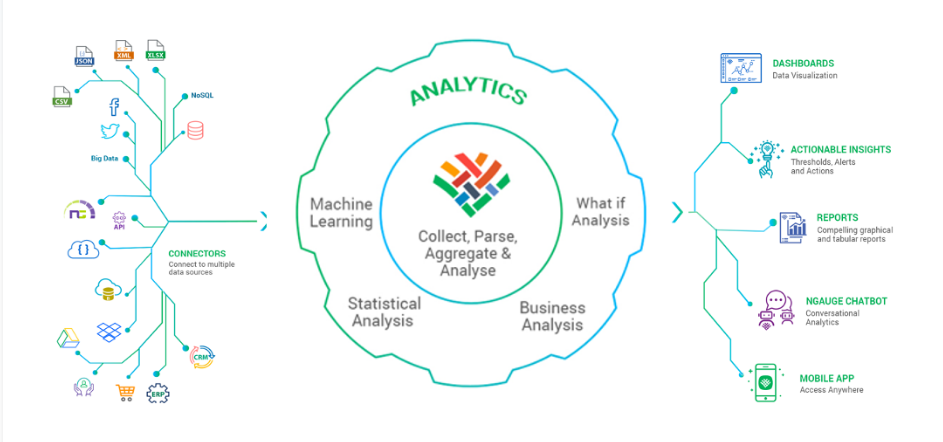 JSON
XML
XLSX
CSV
NoSQL
Big Data
API
CONNECTORS
Connect to multiple
data sources
CRM
ERP
ANALYTICS
Machine
Learning
What if
Analysis
Collect, Parse,
Aggregate &
Analyse
Statistical
Analysis
Business
Analysis
DASHBOARDS
Data Visualization
ACTIONABLE INSIGHTS
Thresholds, Alerts
and Actions
REPORTS
Compelling graphical
and tabular reports
NGAUGE CHATBOT
Conversational
Analytics
MOBILE APP
Access Anywhere